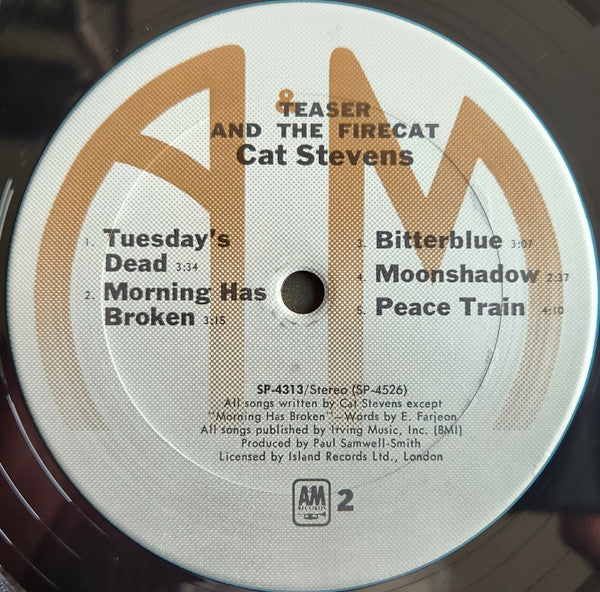 A&M
TEASER
AND THE FIRECAT
Cat Stevens
1. Tuesday's
Dead 3:34
2. Morning Has
Broken 3:15
3. Bitterblue 3:07
4. Moonshadow 2:37
5. Peace Train 4:10
SP-4313/Stereo (SP-4526)
All songs written by Cat Stevens except
"Morning Has Broken"—Words by E. Farjeon
All songs published by Irving Music, Inc. (BMI)
Produced by Paul Samwell-Smith
Licensed by Island Records Ltd., London
AM
RECORDS
2